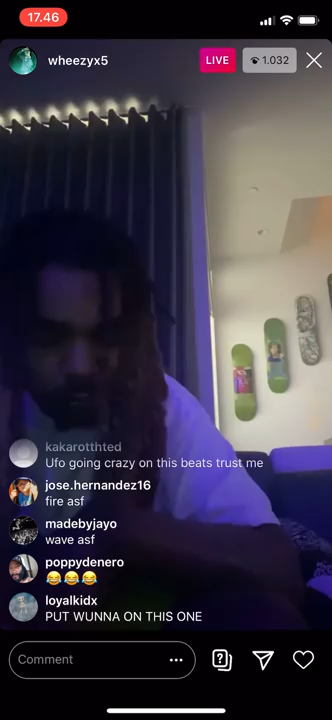 17.46
wheezyx5
LIVE
1.032
kakarotthted
Ufo going crazy on this beats trust me
jose.hernandez16
fire asf
madebyjayo
wave asf
poppydenero
😂😂😂
loyalkidx
PUT WUNNA ON THIS ONE
Comment